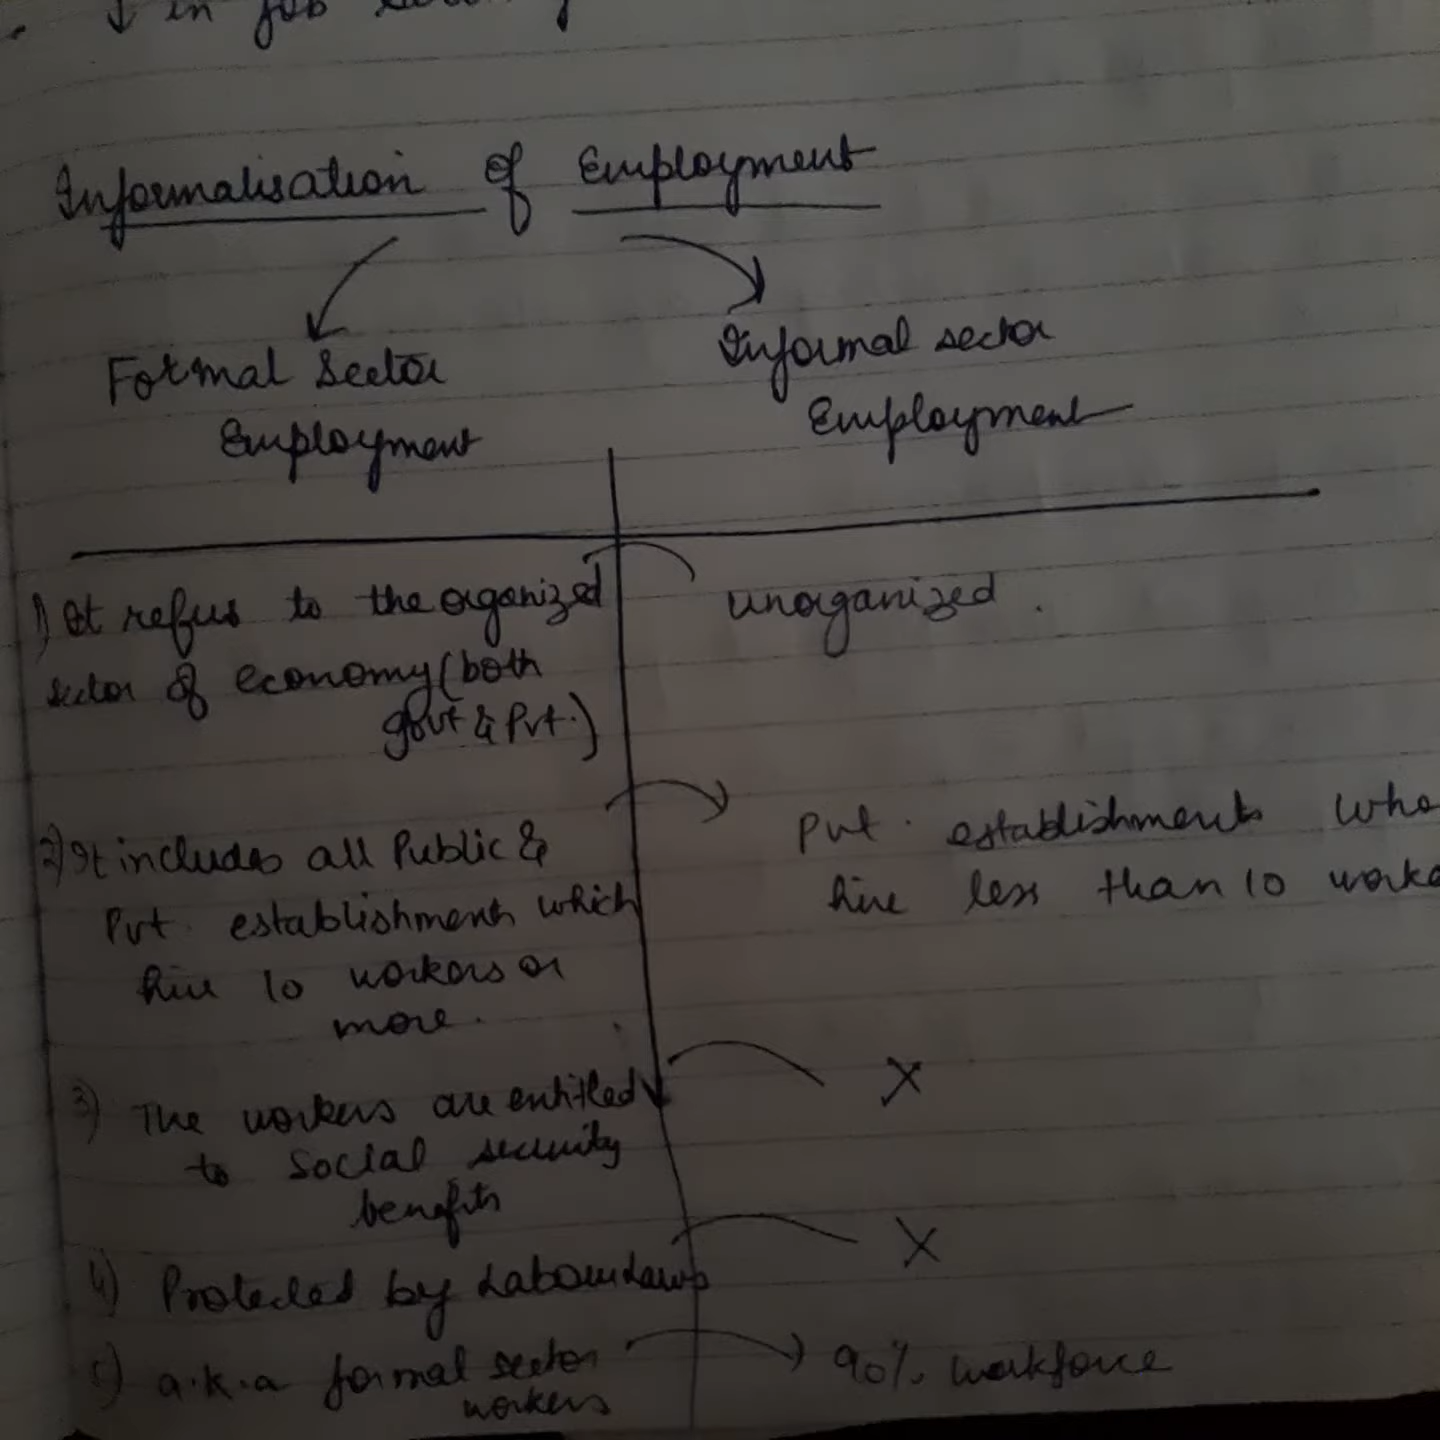 ↓ in job
Informalisation of Employment
Formal Sector
Employment
Informal sector
Employment
1) It refers to the organized
sector of economy (both
govt & Pvt.)
unorganized.
2) It includes all Public &
Pvt. establishments which
hire 10 workers or
more.
Pvt. establishments who
hire less than 10
3) The workers are entitled
to Social security
benefits
X
4) Protected by Labour Laws
X
5) a.k.a formal sector
workers
90% workforce